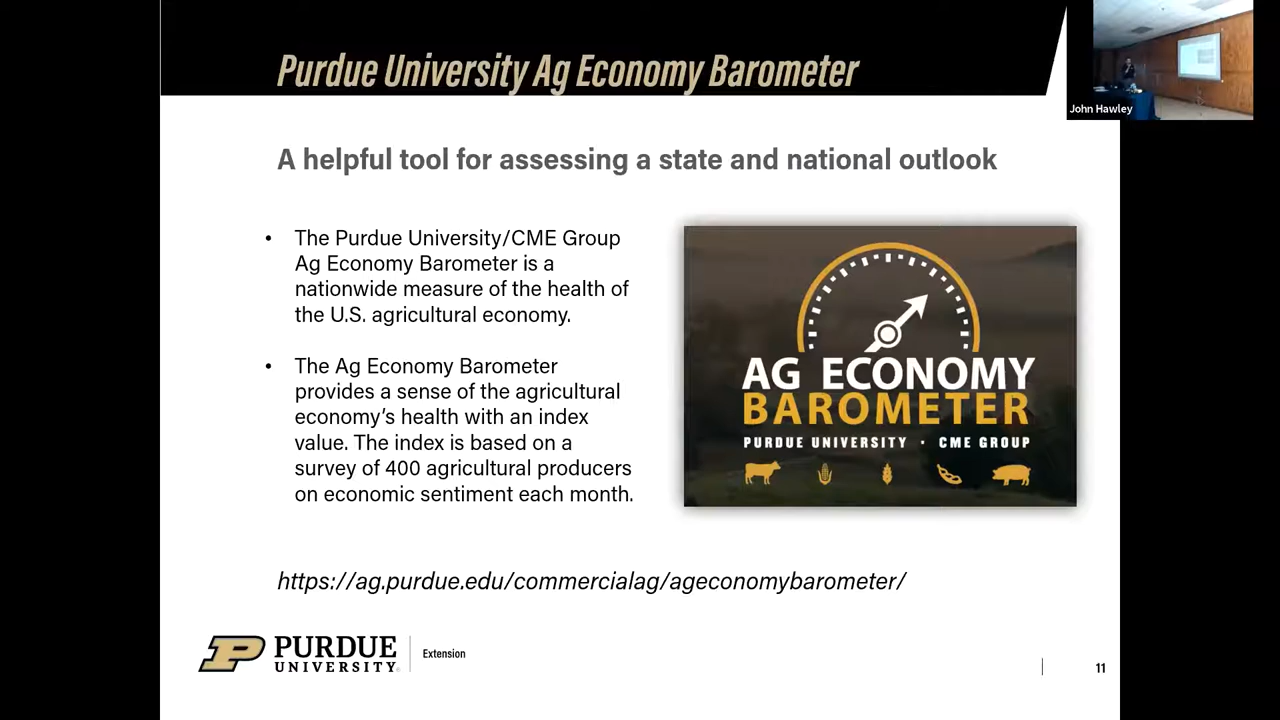 Purdue University Ag Economy Barometer
John Hawley
A helpful tool for assessing a state and national outlook
• The Purdue University/CME Group
Ag Economy Barometer is a
nationwide measure of the health of
the U.S. agricultural economy.
• The Ag Economy Barometer
provides a sense of the agricultural
economy’s health with an index
value. The index is based on a
survey of 400 agricultural producers
on economic sentiment each month.
AG ECONOMY
BAROMETER
PURDUE UNIVERSITY · CME GROUP
https://ag.purdue.edu/commercialag/ageconomybarometer/
P PURDUE
UNIVERSITY®
Extension
11